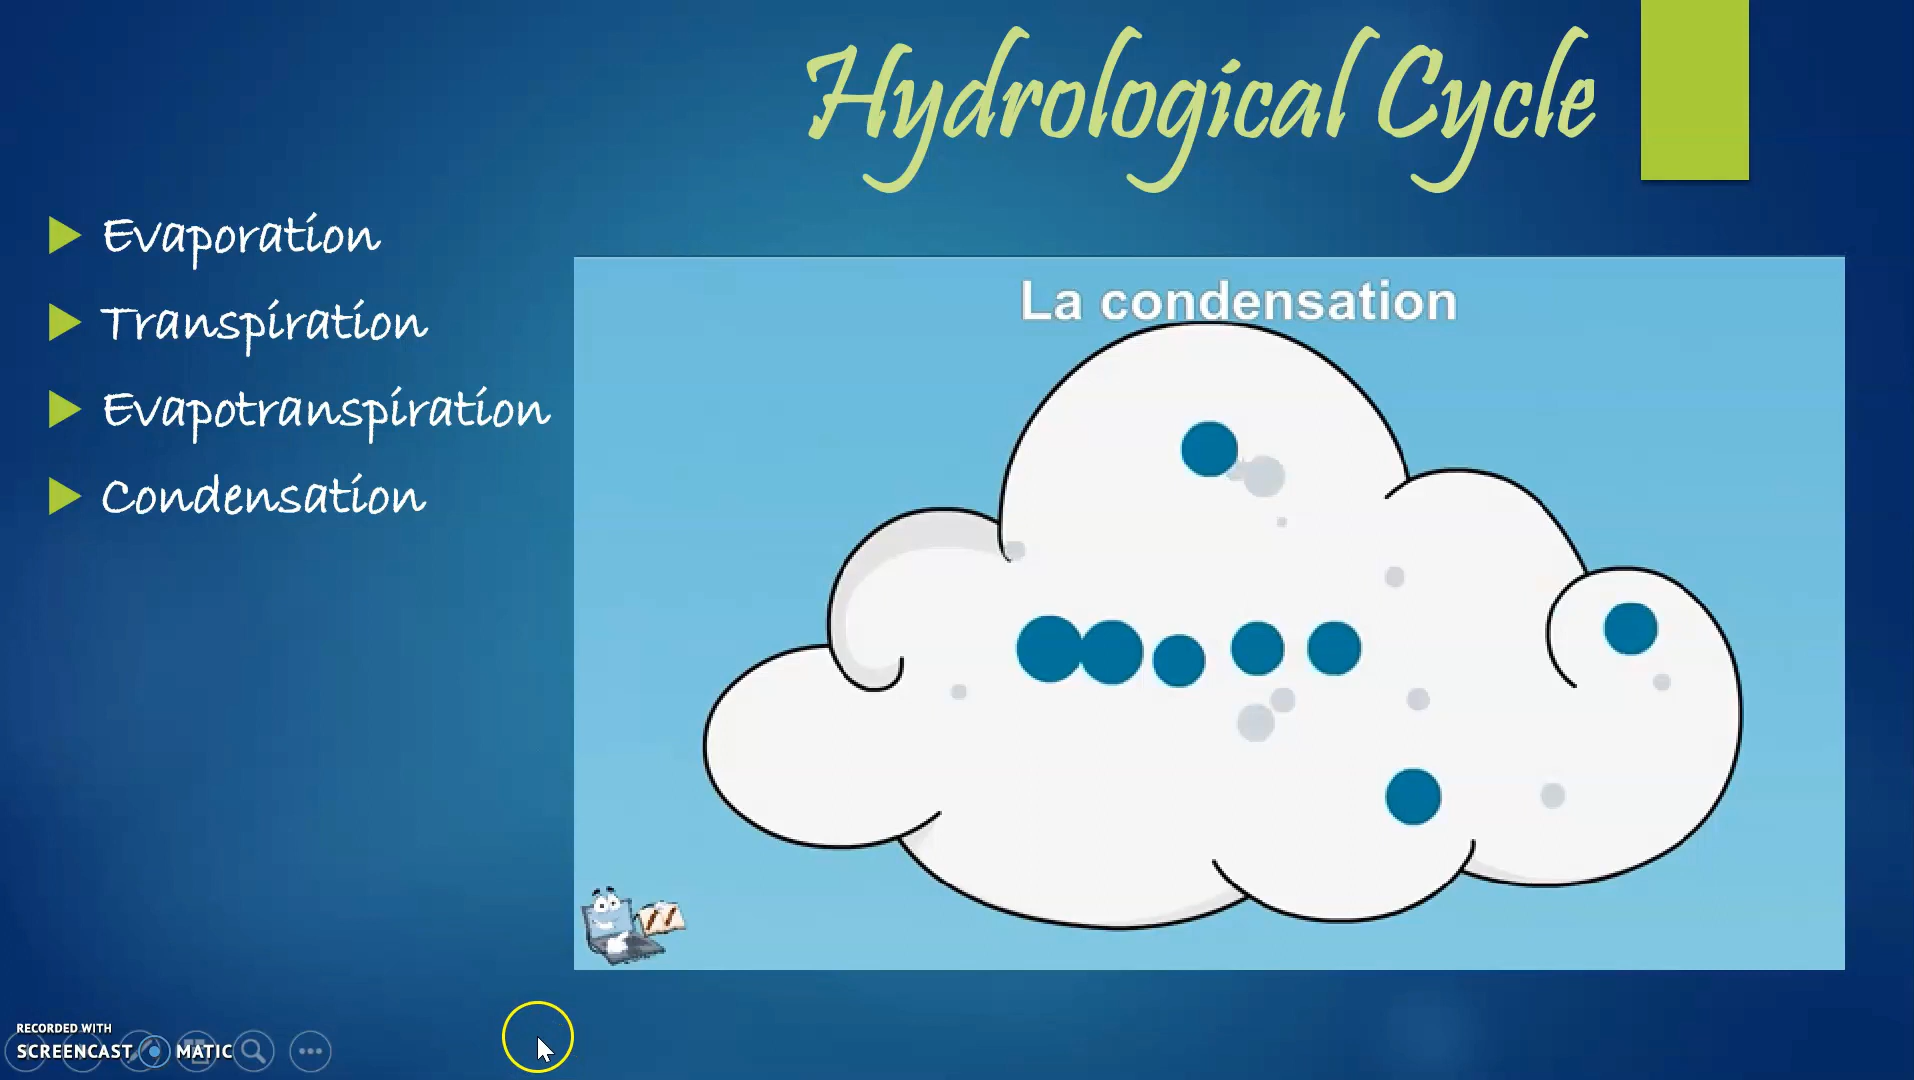 Hydrological Cycle
Evaporation
Transpiration
Evapotranspiration
Condensation
La condensation
RECORDED WITH
SCREENCAST MATIC